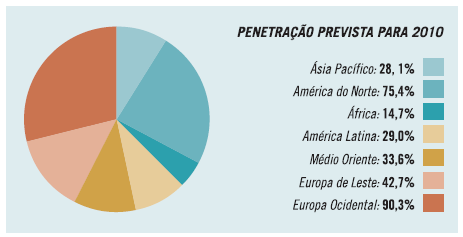 PENETRAÇÃO PREVISTA PARA 2010
Ásia Pacífico: 28, 1%
América do Norte: 75,4%
África: 14,7%
América Latina: 29,0%
Médio Oriente: 33,6%
Europa de Leste: 42,7%
Europa Ocidental: 90,3%